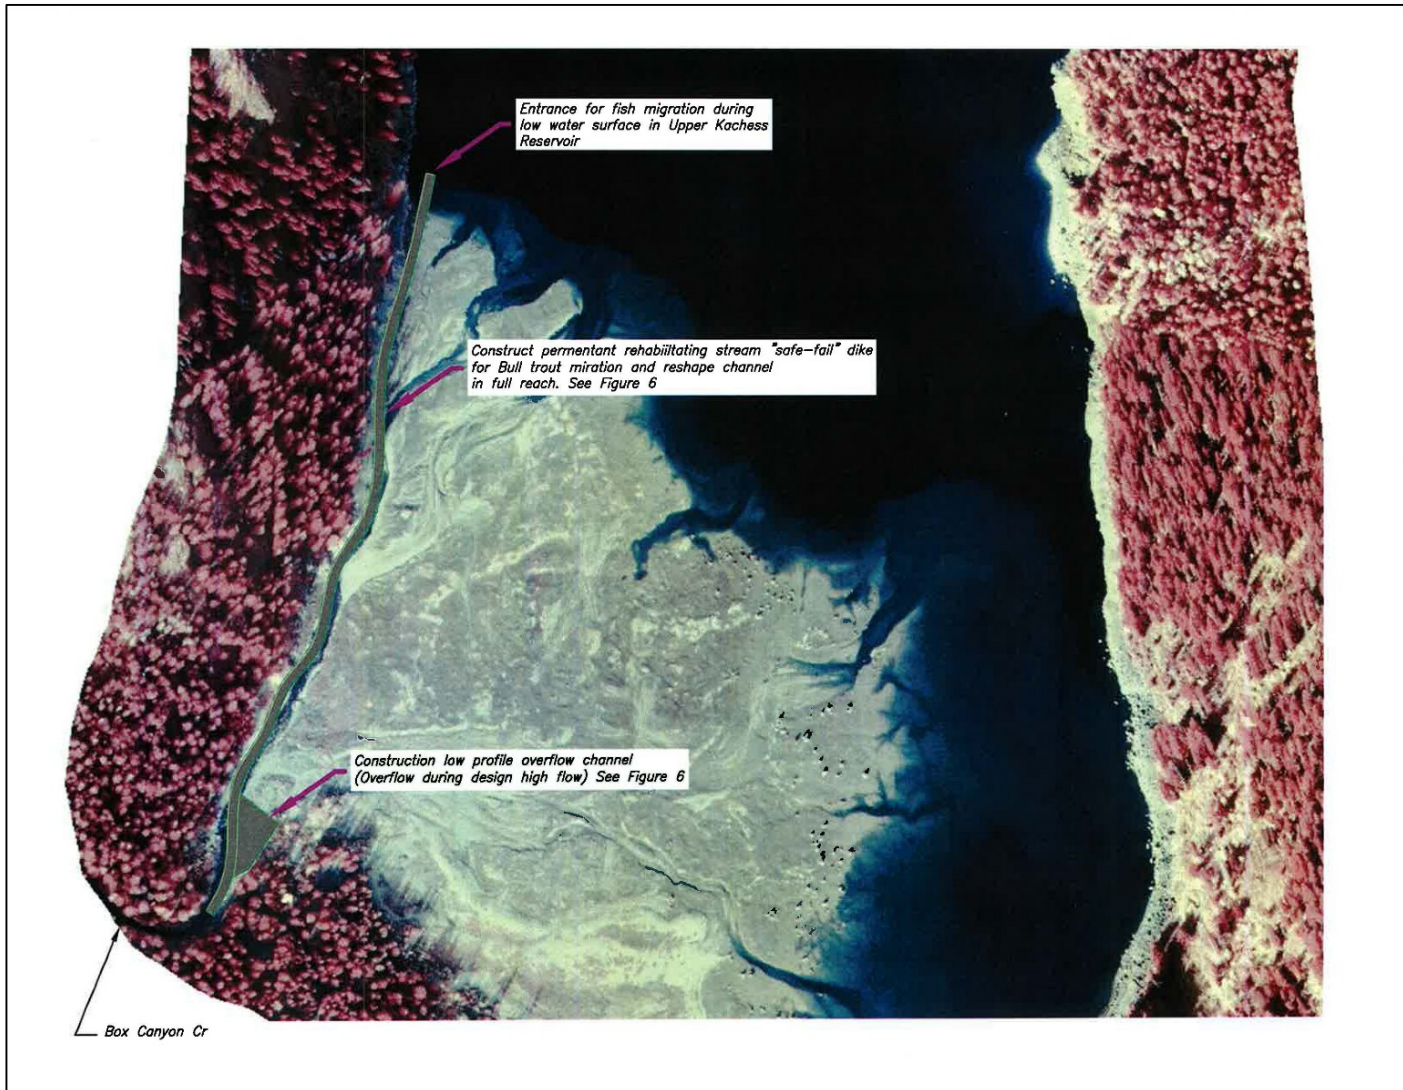 Entrance for fish migration during
low water surface in Upper Kachess
Reservoir
Construct permentant rehabiiltating stream "safe-fail" dike
for Bull trout miration and reshape channel
in full reach. See Figure 6
Construction low profile overflow channel
(Overflow during design high flow) See Figure 6
Box Canyon Cr